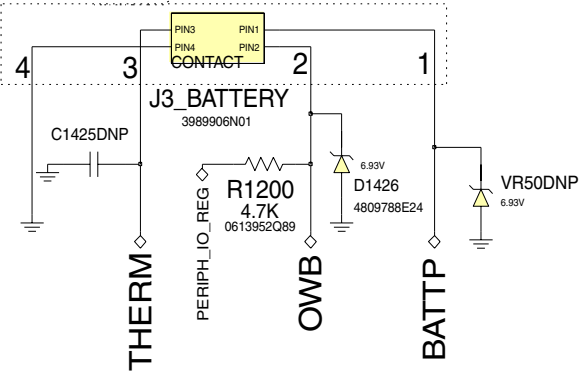 PIN3 PIN1
PIN4 PIN2
CONTACT
4 3 2 1
J3_BATTERY
3989906N01
C1425DNP
6.93V
D1426
4809788E24
VR50DNP
6.93V
R1200
4.7K
0613952Q89
PERIPH_IO_REG
THERM
OWB
BATTP